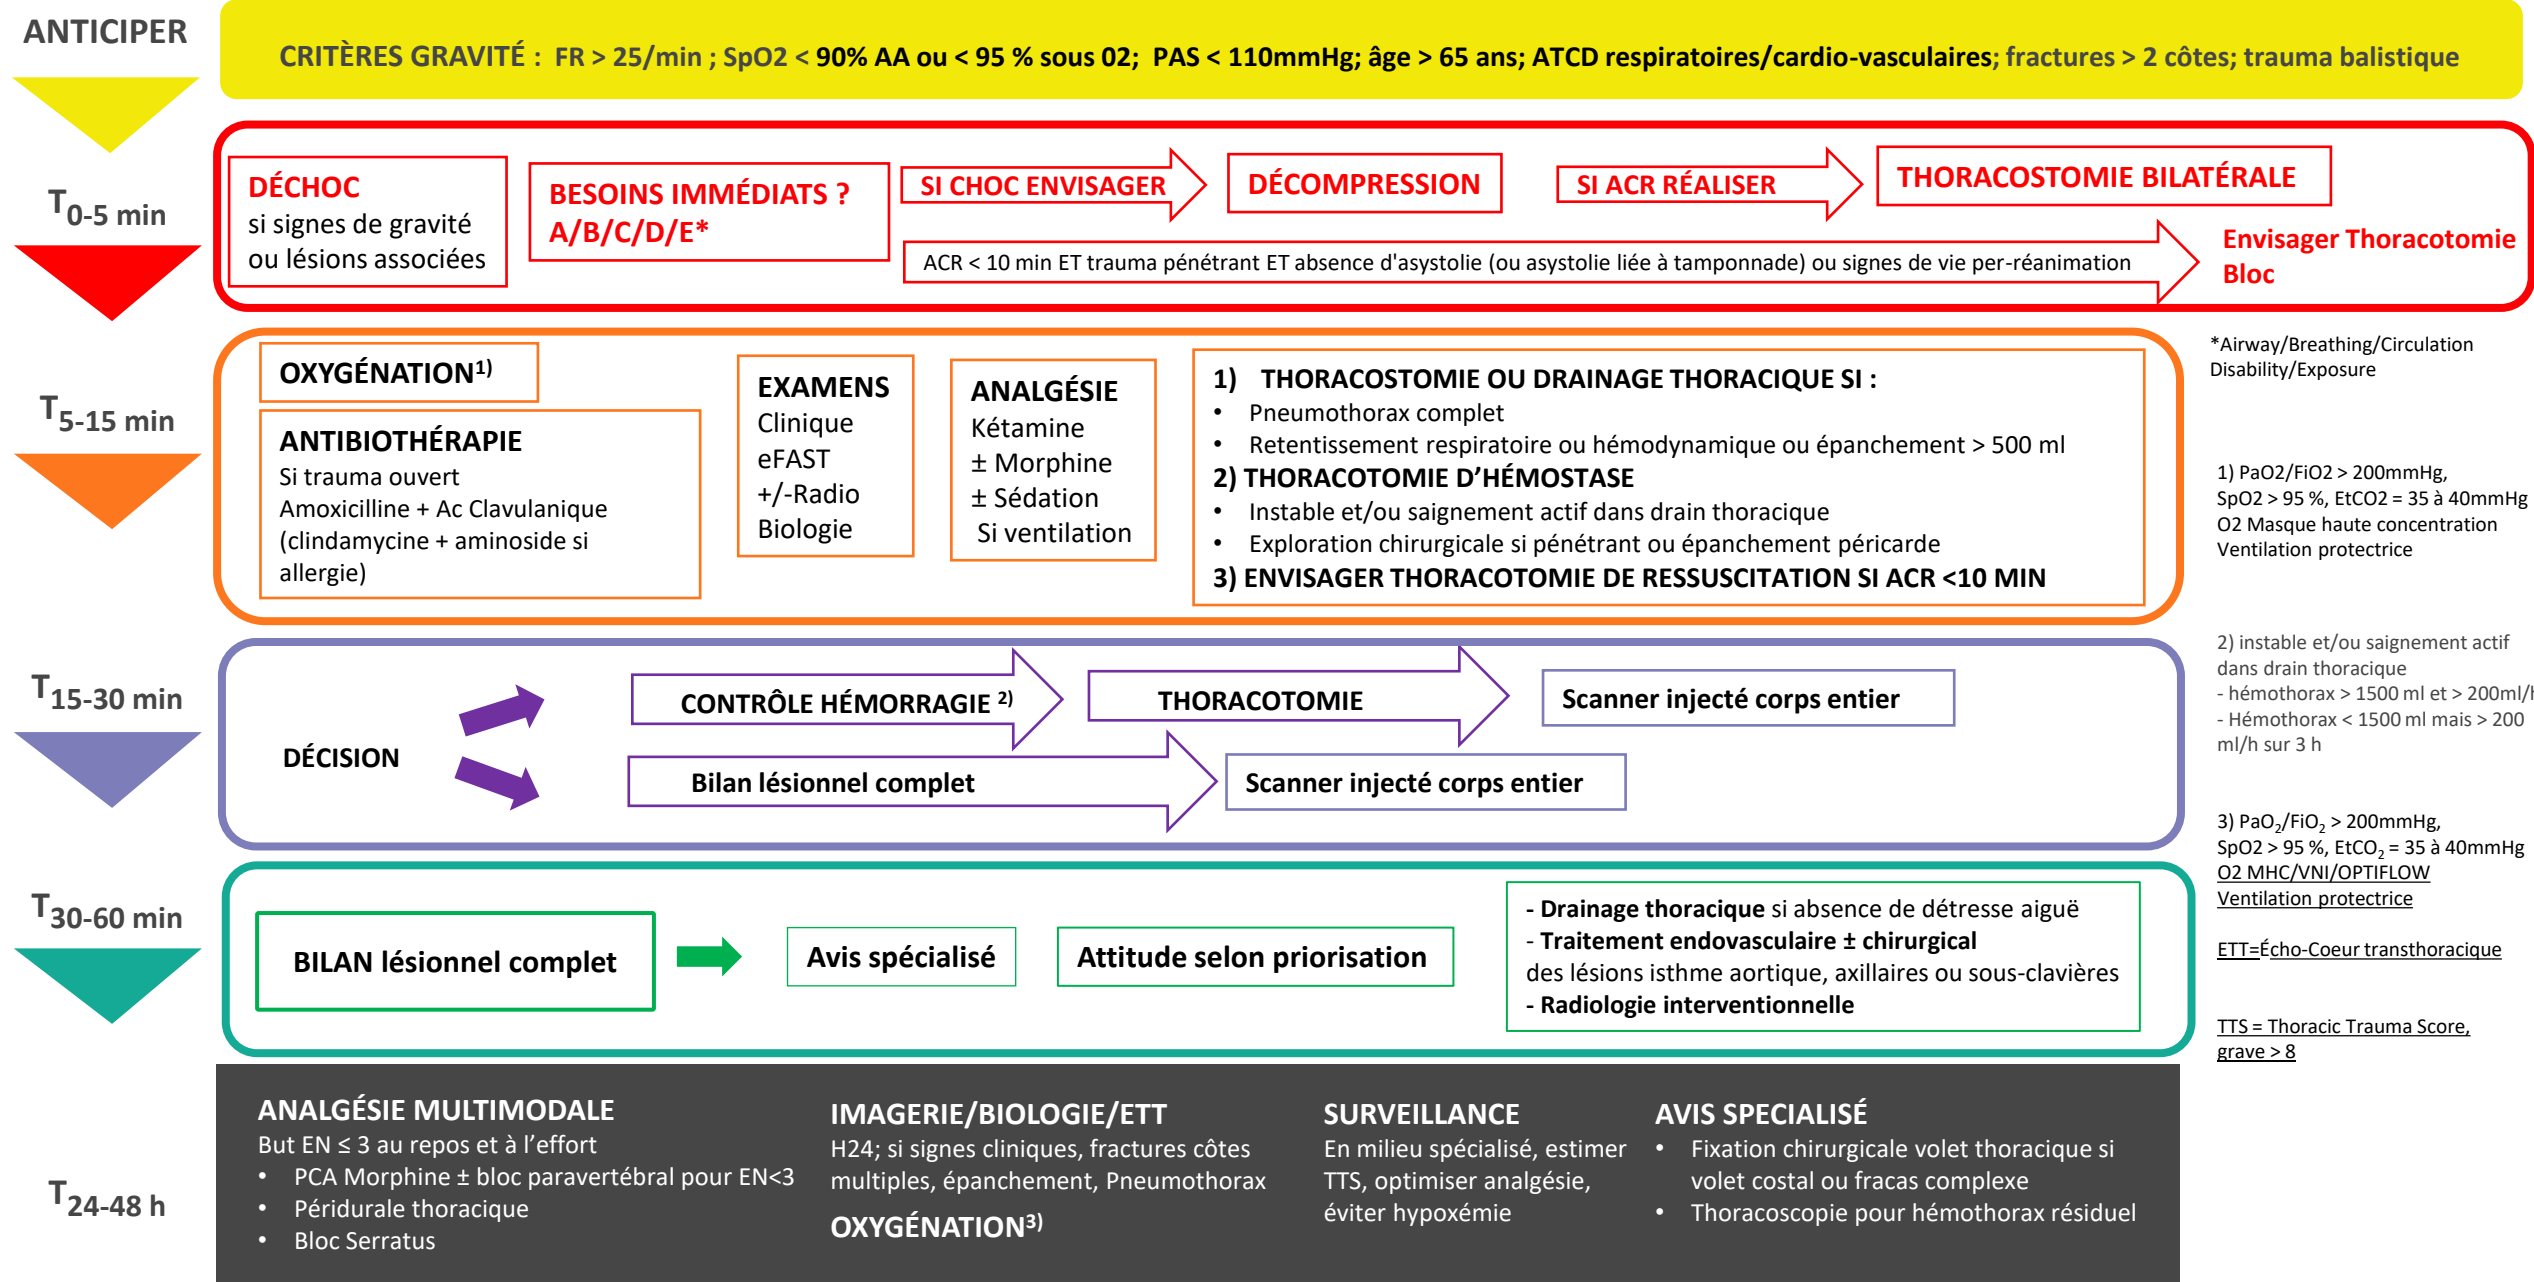 ANTICIPER
CRITÈRES GRAVITÉ : FR > 25/min ; SpO2 < 90% AA ou < 95 % sous 02; PAS < 110mmHg; âge > 65 ans; ATCD respiratoires/cardio-vasculaires; fractures > 2 côtes; trauma balistique
T0-5 min
DÉCHOC
si signes de gravité
ou lésions associées
BESOINS IMMÉDIATS ?
A/B/C/D/E*
SI CHOC ENVISAGER
DÉCOMPRESSION
SI ACR RÉALISER
THORACOSTOMIE BILATÉRALE
ACR < 10 min ET trauma pénétrant ET absence d'asystolie (ou asystolie liée à tamponnade) ou signes de vie per-réanimation
Envisager Thoracotomie
Bloc
*Airway/Breathing/Circulation
Disability/Exposure
T5-15 min
OXYGÉNATION1)
ANTIBIOTHÉRAPIE
Si trauma ouvert
Amoxicilline + Ac Clavulanique
(clindamycine + aminoside si
allergie)
EXAMENS
Clinique
eFAST
+/-Radio
Biologie
ANALGÉSIE
Kétamine
± Morphine
± Sédation
Si ventilation
1) THORACOSTOMIE OU DRAINAGE THORACIQUE SI :
• Pneumothorax complet
• Retentissement respiratoire ou hémodynamique ou épanchement > 500 ml
2) THORACOTOMIE D’HÉMOSTASE
• Instable et/ou saignement actif dans drain thoracique
• Exploration chirurgicale si pénétrant ou épanchement péricarde
3) ENVISAGER THORACOTOMIE DE RESSUSCITATION SI ACR <10 MIN
1) PaO2/FiO2 > 200mmHg,
SpO2 > 95 %, EtCO2 = 35 à 40mmHg
O2 Masque haute concentration
Ventilation protectrice
T15-30 min
DÉCISION
CONTRÔLE HÉMORRAGIE 2)
THORACOTOMIE
Scanner injecté corps entier
Bilan lésionnel complet
Scanner injecté corps entier
2) instable et/ou saignement actif
dans drain thoracique
- hémothorax > 1500 ml et > 200ml/h
- Hémothorax < 1500 ml mais > 200
ml/h sur 3 h
T30-60 min
BILAN lésionnel complet
Avis spécialisé
Attitude selon priorisation
- Drainage thoracique si absence de détresse aiguë
- Traitement endovasculaire ± chirurgical
des lésions isthme aortique, axillaires ou sous-clavières
- Radiologie interventionnelle
3) PaO2/FiO2 > 200mmHg,
SpO2 > 95 %, EtCO2 = 35 à 40mmHg
O2 MHC/VNI/OPTIFLOW
Ventilation protectrice
ETT=Écho-Coeur transthoracique
TTS = Thoracic Trauma Score,
grave > 8
T24-48 h
ANALGÉSIE MULTIMODALE
But EN ≤ 3 au repos et à l’effort
• PCA Morphine ± bloc paravertébral pour EN<3
• Péridurale thoracique
• Bloc Serratus
IMAGERIE/BIOLOGIE/ETT
H24; si signes cliniques, fractures côtes
multiples, épanchement, Pneumothorax
OXYGÉNATION3)
SURVEILLANCE
En milieu spécialisé, estimer
TTS, optimiser analgésie,
éviter hypoxémie
AVIS SPECIALISÉ
• Fixation chirurgicale volet thoracique si
volet costal ou fracas complexe
• Thoracoscopie pour hémothorax résiduel